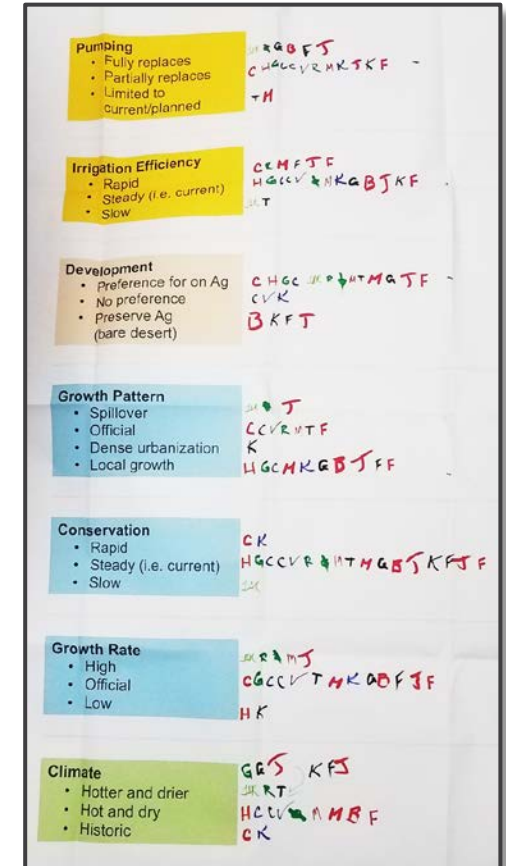 Pumping
• Fully replaces
G B F J
• Partially replaces
C H G C C V R M K J K F -
• Limited to
current/planned
T M
Irrigation Efficiency
• Rapid
C R M F J F
• Steady (i.e. current)
H G C C V M K G B J K F
• Slow
T
Development
• Preference for on Ag
C H G C M T M G J F -
• No preference
C V K
• Preserve Ag
(bare desert)
B K F J
Growth Pattern
• Spillover
J
• Official
C C V R M T F
• Dense urbanization
K
• Local growth
H G C M K G B J F F
Conservation
• Rapid
C K
• Steady (i.e. current)
H G C C V R M T M G B J K F J F
• Slow
Growth Rate
• High
R M J
• Official
C G C C V T M K G B F J F
• Low
H K
Climate
G G J K F J
• Hotter and drier
R T
• Hot and dry
H C C V M M B F
• Historic
C K